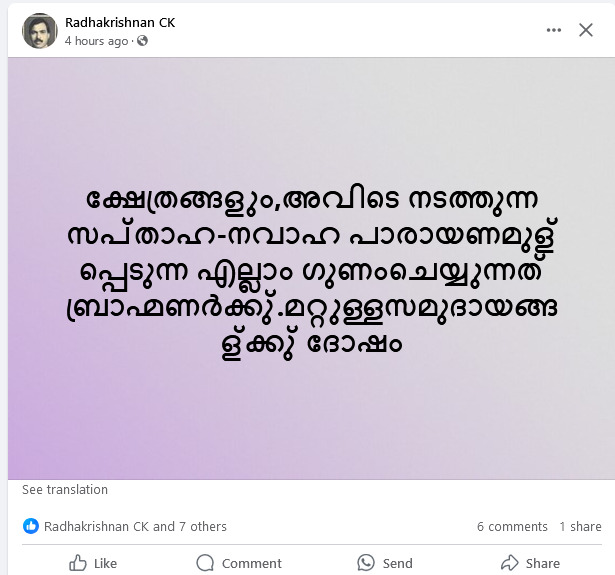 Radhakrishnan CK
4 hours ago ·
ക്ഷേത്രങ്ങളും,അവിടെ നടത്തുന്ന
സപ്താഹ-നവാഹ പാരായണമുള്
പ്പെടുന്ന എല്ലാം ഗുണംചെയ്യുന്നത്
ബ്രാഹ്മണർക്കു്.മറ്റുള്ളസമുദായങ്ങ
ള്ക്കു് ദോഷം
See translation
Radhakrishnan CK and 7 others 6 comments 1 share
Like Comment Send Share